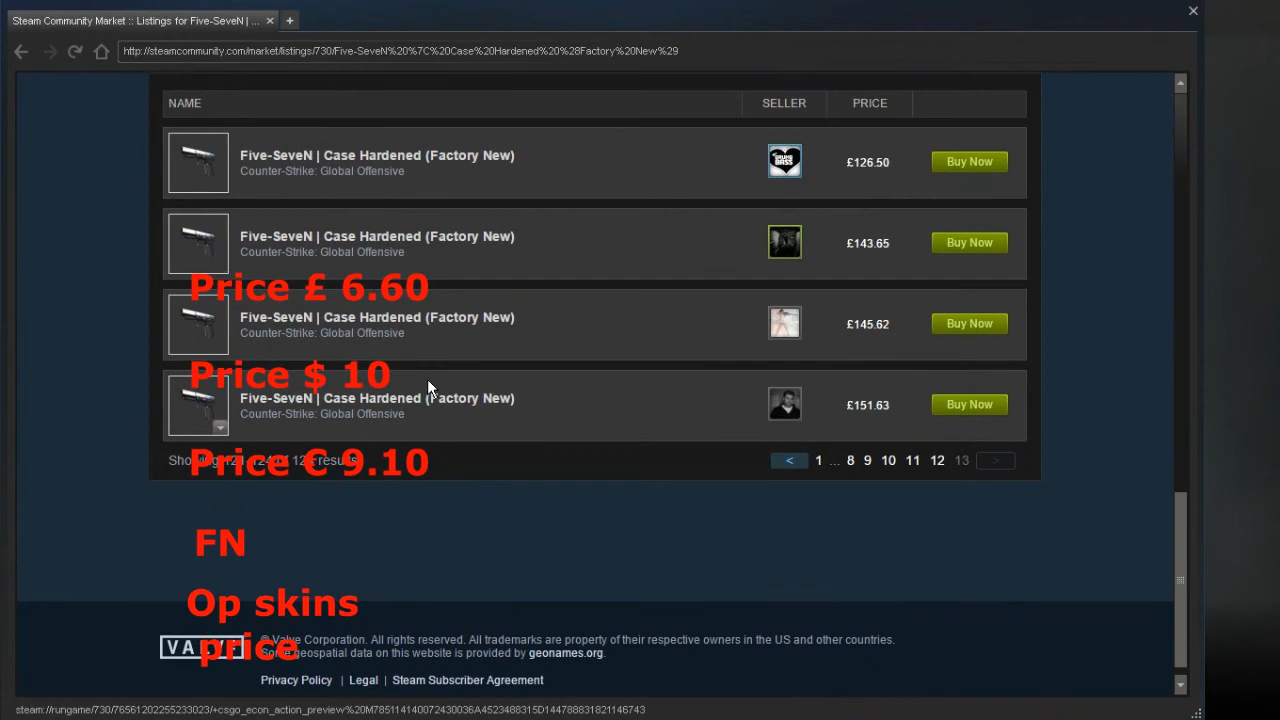 Steam Community Market :: Listings for Five-SeveN | ...
http://steamcommunity.com/market/listings/730/Five-SeveN%20%7C%20Case%20Hardened%20%28Factory%20New%29
NAME SELLER PRICE
Five-SeveN | Case Hardened (Factory New)
Counter-Strike: Global Offensive
£126.50 Buy Now
Five-SeveN | Case Hardened (Factory New)
Counter-Strike: Global Offensive
£143.65 Buy Now
Price £ 6.60
Five-SeveN | Case Hardened (Factory New)
Counter-Strike: Global Offensive
£145.62 Buy Now
Price $ 10
Five-SeveN | Case Hardened (Factory New)
Counter-Strike: Global Offensive
£151.63 Buy Now
Price € 9.10
results
< 1 ... 8 9 10 11 12 13 >
FN
Op skins
price
VALVE
© Valve Corporation. All rights reserved. All trademarks are property of their respective owners in the US and other countries.
Some geospatial data on this website is provided by geonames.org.
Privacy Policy | Legal | Steam Subscriber Agreement
steam://rungame/730/76561202255233023/+csgo_econ_action_preview%20M785114140072430036A4523488315D144788831821146743